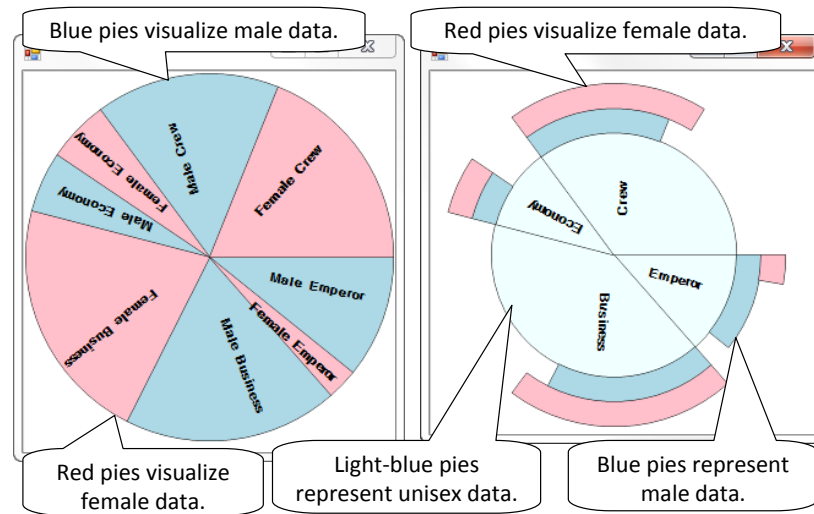 Blue pies visualize male data.
Red pies visualize female data.
x
x
Male Crew
Female Crew
Female Economy
Male Economy
Male Emperor
Female Emperor
Female Business
Male Business
Crew
Economy
Emperor
Business
Red pies visualize
female data.
Light-blue pies
represent unisex data.
Blue pies represent
male data.